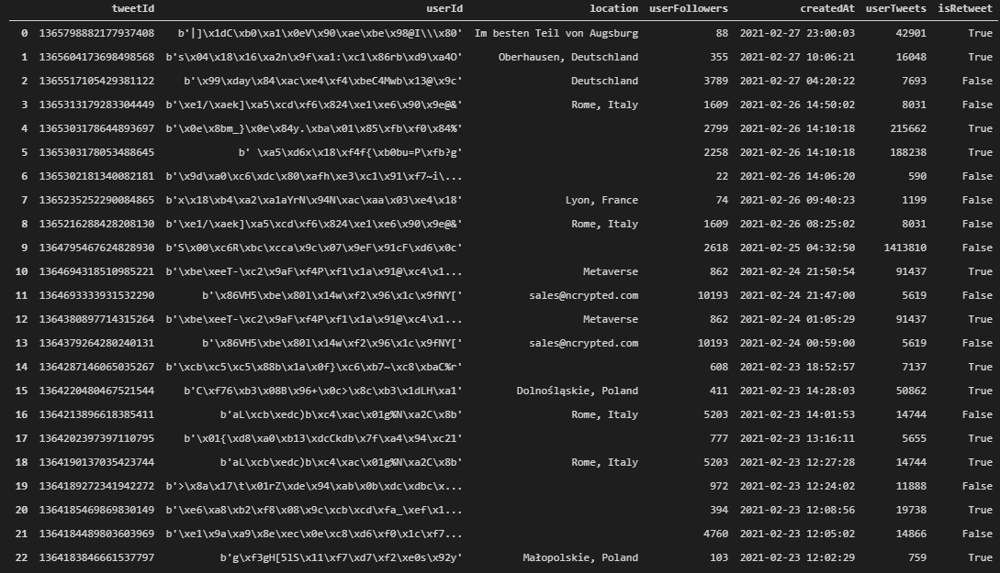 tweetId userId location userFollowers createdAt userTweets isRetweet
0 1365798882177937408 b'|]\x1dC\xb0\xa1\x0eV\x90\xae\xbe\x98@I\\\x80' Im besten Teil von Augsburg 88 2021-02-27 23:00:03 42901 True
1 1365604173698498568 b's\x04\x18\x16\xa2n\x9f\xa1:\xc1\x86rb\xd9\xa4O' Oberhausen, Deutschland 355 2021-02-27 10:06:21 16048 True
2 1365517105429381122 b'\x99\xday\x84\xac\xe4\xf4\xbeC4Mwb\x13@\x9c' Deutschland 3789 2021-02-27 04:20:22 7693 False
3 1365313179283304449 b'\xe1/\xaek]\xa5\xcd\xf6\x824\xe1\xe6\x90\x9e@&' Rome, Italy 1609 2021-02-26 14:50:02 8031 False
4 1365303178644893697 b'\x0e\x8bm_}\x0e\x84y.\xba\x01\x85\xfb\xf0\x84%' 2799 2021-02-26 14:10:18 215662 True
5 1365303178053488645 b' \xa5\xd6x\x18\xf4f{\xb0bu=P\xfb?g' 2258 2021-02-26 14:10:18 188238 True
6 1365302181340082181 b'\x9d\xa0\xc6\xdc\x80\xafh\xe3\xc1\x91\xf7~i\... 22 2021-02-26 14:06:20 590 False
7 1365235252290084865 b'x\x18\xb4\xa2\xa1aYrN\x94N\xac\xaa\x03\xe4\x18' Lyon, France 74 2021-02-26 09:40:23 1199 False
8 1365216288428208130 b'\xe1/\xaek]\xa5\xcd\xf6\x824\xe1\xe6\x90\x9e@&' Rome, Italy 1609 2021-02-26 08:25:02 8031 False
9 1364795467624828930 b'S\x00\xc6R\xbc\xcca\x9c\x07\x9eF\x91cF\xd6\x0c' 2618 2021-02-25 04:32:50 1413810 False
10 1364694318510985221 b'\xbe\xeeT-\xc2\x9aF\xf4P\xf1\x1a\x91@\xc4\x1... Metaverse 862 2021-02-24 21:50:54 91437 True
11 1364693333931532290 b'\x86VH5\xbe\x80l\x14w\xf2\x96\x1c\x9fNY[' sales@ncrypted.com 10193 2021-02-24 21:47:00 5619 False
12 1364380897714315264 b'\xbe\xeeT-\xc2\x9aF\xf4P\xf1\x1a\x91@\xc4\x1... Metaverse 862 2021-02-24 01:05:29 91437 True
13 1364379264280240131 b'\x86VH5\xbe\x80l\x14w\xf2\x96\x1c\x9fNY[' sales@ncrypted.com 10193 2021-02-24 00:59:00 5619 False
14 1364287146065035267 b'\xcb\xc5\xc5\x88b\x1a\x0f}\xc6\xb7~\xc8\xbaC%r' 608 2021-02-23 18:52:57 7137 True
15 1364220480467521544 b'C\xf76\xb3\x08B\x96+\x0c>\x8c\xb3\x1dLH\xa1' Dolnośląskie, Poland 411 2021-02-23 14:28:03 50862 True
16 1364213896618385411 b'aL\xcb\xedc)b\xc4\xac\x01g%N\xa2C\x8b' Rome, Italy 5203 2021-02-23 14:01:53 14744 False
17 1364202397397110795 b'\x01{\xd8\xa0\xb13\xdcCkdb\x7f\xa4\x94\xc21' 777 2021-02-23 13:16:11 5655 True
18 1364190137035423744 b'aL\xcb\xedc)b\xc4\xac\x01g%N\xa2C\x8b' Rome, Italy 5203 2021-02-23 12:27:28 14744 True
19 1364189272341942272 b'>\x8a\x17\t\x01rZ\xde\x94\xab\x0b\xdc\xdbc\x... 972 2021-02-23 12:24:02 11888 False
20 1364185469869830149 b'\xe6\xa8\xb2\xf8\x08\x9c\xcb\xcd\xfa_\xef\x1... 394 2021-02-23 12:08:56 19738 True
21 1364184489803603969 b'\xe1\x9a\xa9\x8e\xec\x0e\xc8\xd6\xf0\x1c\xf7... 4760 2021-02-23 12:05:02 14866 False
22 1364183846661537797 b'g\xf3gH[5lS\x11\xf7\xd7\xf2\xe0s\x92y' Małopolskie, Poland 103 2021-02-23 12:02:29 759 True